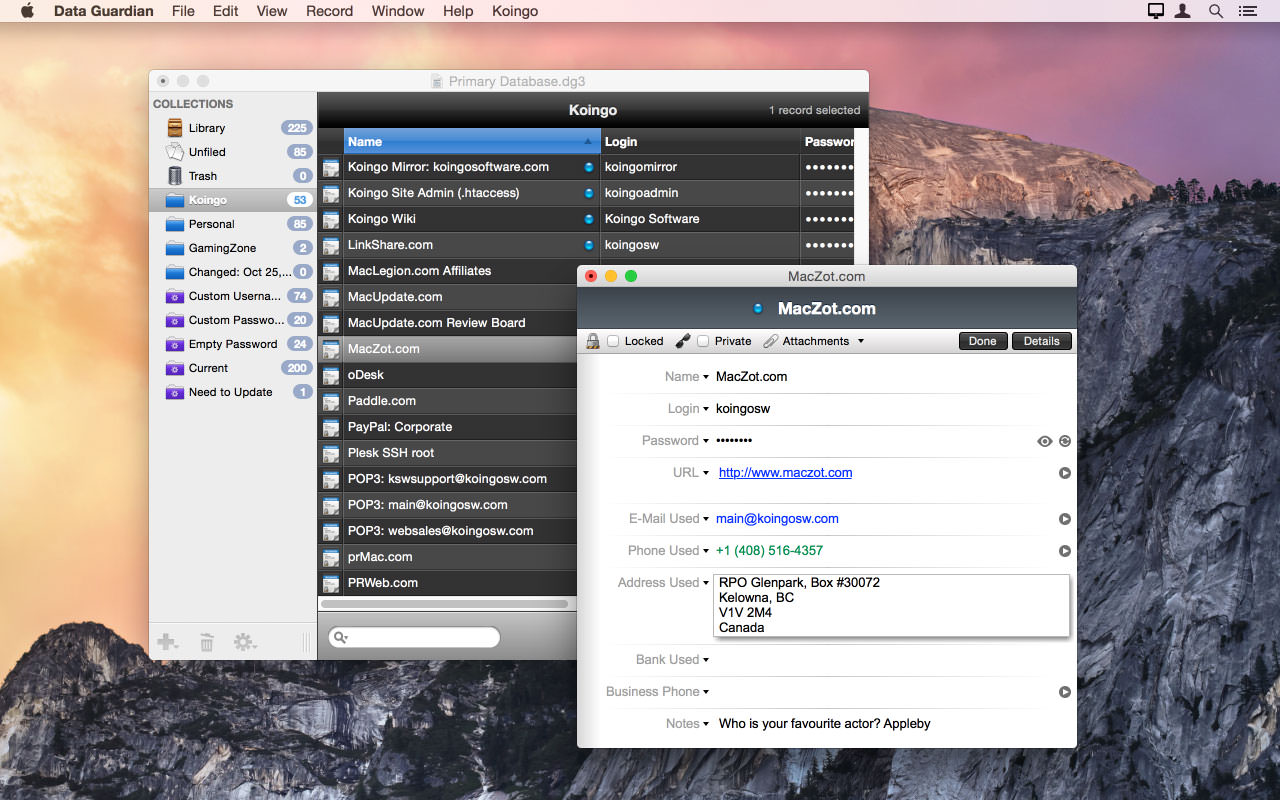 Data Guardian File Edit View Record Window Help Koingo
Primary Database.dg3
COLLECTIONS
Library 225
Unfiled 85
Trash 0
Koingo 53
Personal 85
GamingZone 2
Changed: Oct 25,... 0
Custom Userna... 74
Custom Passwo... 20
Empty Password 24
Current 200
Need to Update 1
Koingo 1 record selected
Name Login Passwor
Koingo Mirror: koingosoftware.com koingomirror •••••••
Koingo Site Admin (.htaccess) koingoadmin •••••••
Koingo Wiki Koingo Software •••••••
LinkShare.com koingosw •••••••
MacLegion.com Affiliates
MacUpdate.com
MacUpdate.com Review Board
MacZot.com
oDesk
Paddle.com
PayPal: Corporate
Plesk SSH root
POP3: kswsupport@koingosw.com
POP3: main@koingosw.com
POP3: websales@koingosw.com
prMac.com
PRWeb.com
MacZot.com
MacZot.com
Locked Private Attachments Done Details
Name MacZot.com
Login koingosw
Password ••••••••
URL http://www.maczot.com
E-Mail Used main@koingosw.com
Phone Used +1 (408) 516-4357
Address Used RPO Glenpark, Box #30072
Kelowna, BC
V1V 2M4
Canada
Bank Used
Business Phone
Notes Who is your favourite actor? Appleby